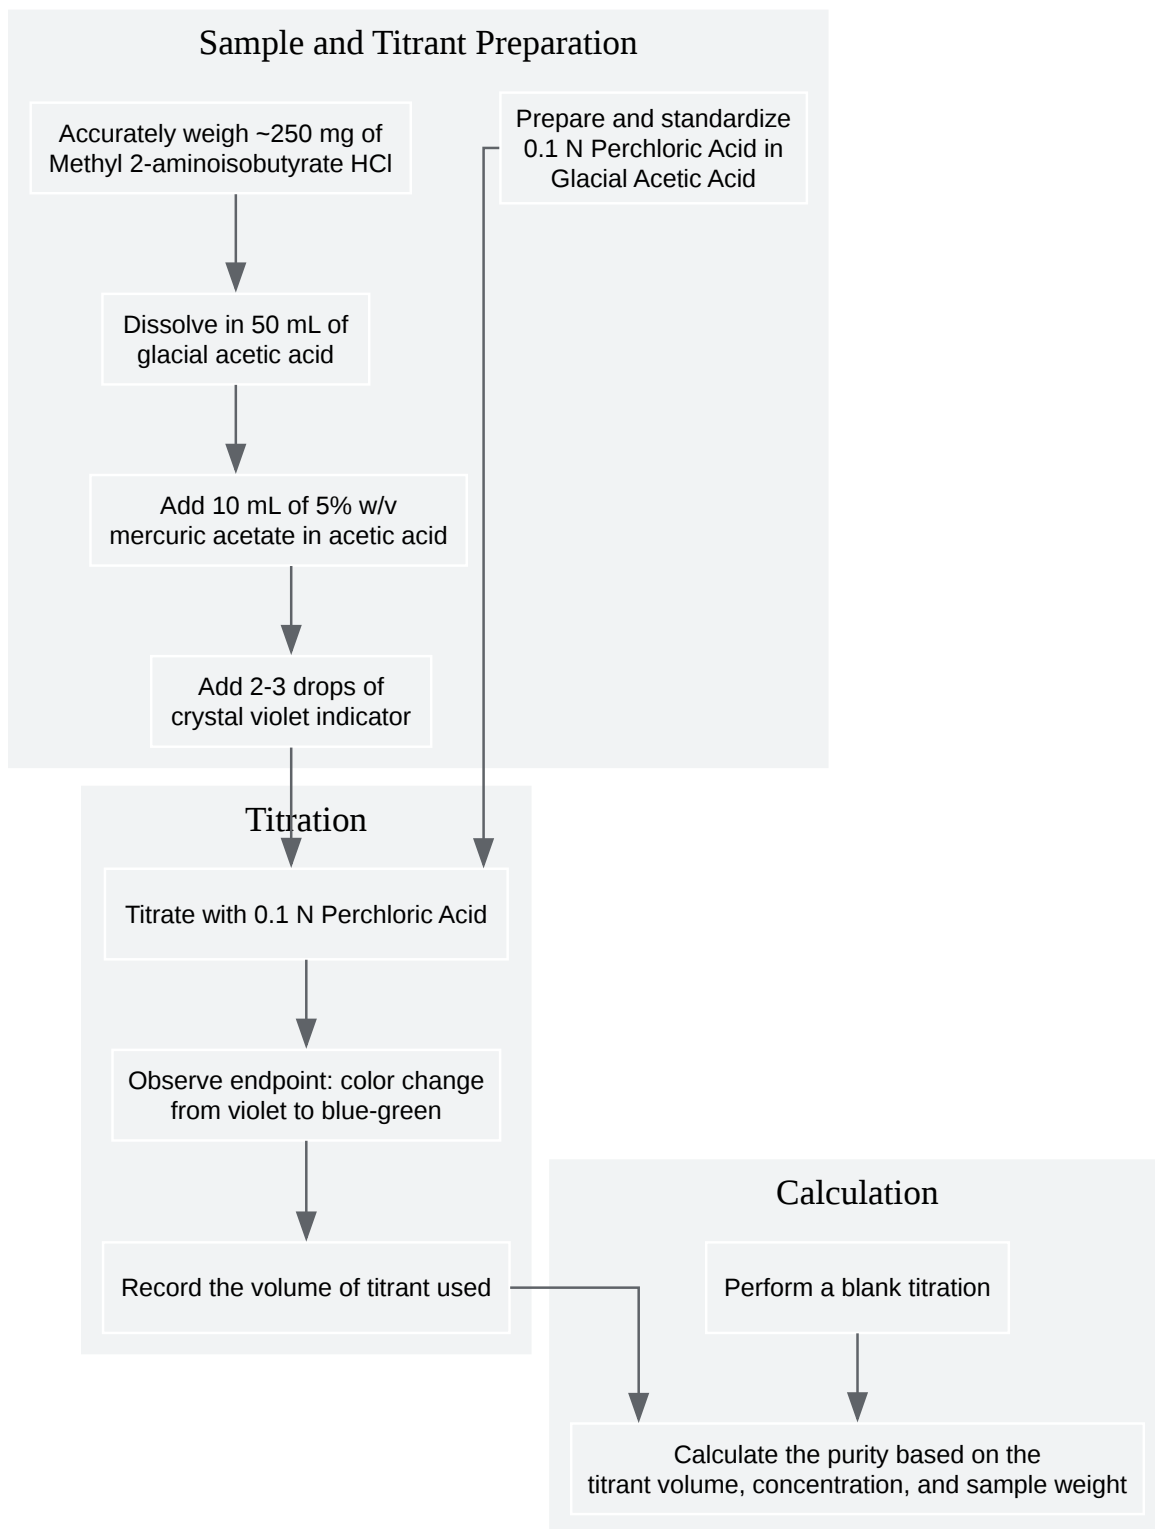 Sample and Titrant Preparation
Accurately weigh ~250 mg of
Methyl 2-aminoisobutyrate HCl
Prepare and standardize
0.1 N Perchloric Acid in
Glacial Acetic Acid
Dissolve in 50 mL of
glacial acetic acid
Add 10 mL of 5% w/v
mercuric acetate in acetic acid
Add 2-3 drops of
crystal violet indicator
Titration
Titrate with 0.1 N Perchloric Acid
Observe endpoint: color change
from violet to blue-green
Record the volume of titrant used
Calculation
Perform a blank titration
Calculate the purity based on the
titrant volume, concentration, and sample weight